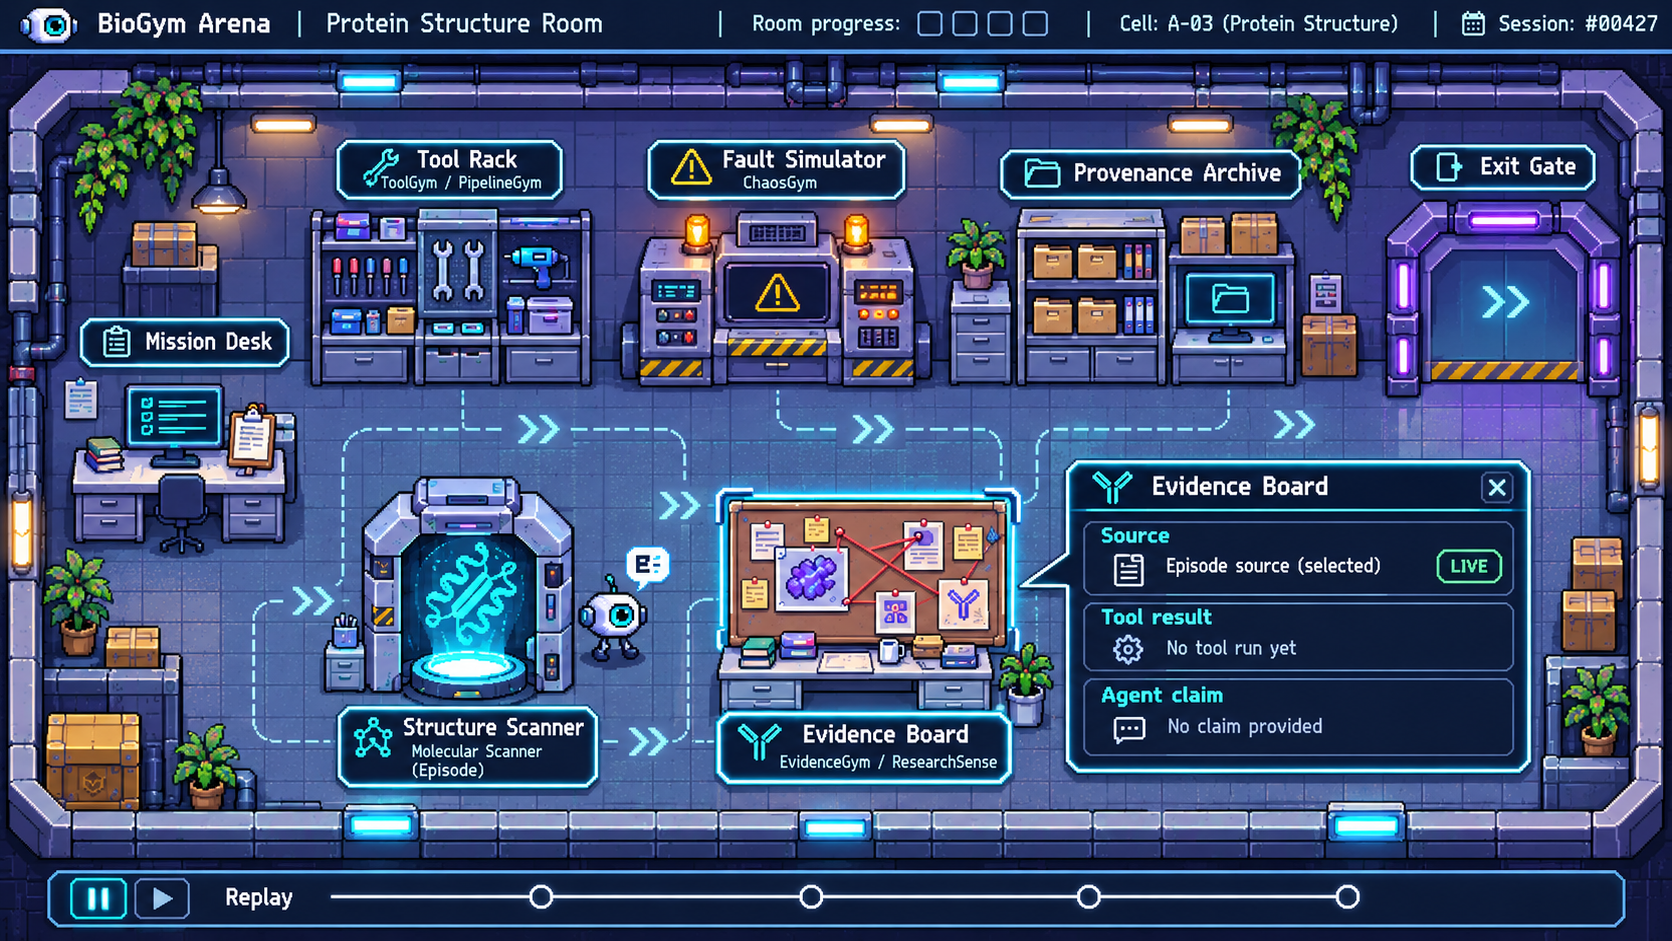 BioGym Arena
Protein Structure Room
Room progress:
Cell: A-03 (Protein Structure)
Session: #00427
Tool Rack
ToolGym / PipelineGym
Fault Simulator
ChaosGym
Provenance Archive
Exit Gate
Mission Desk
Structure Scanner
Molecular Scanner
(Episode)
Evidence Board
EvidenceGym / ResearchSense
Evidence Board
Source
Episode source (selected)
LIVE
Tool result
No tool run yet
Agent claim
No claim provided
Replay